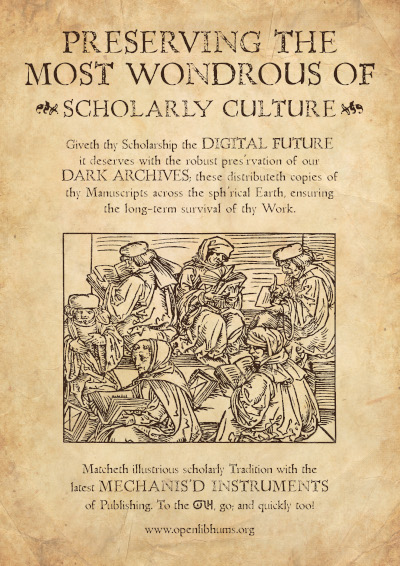 PRESERVING THE
MOST WONDROUS OF
SCHOLARLY CULTURE
Giveth thy Scholarship the DIGITAL FUTURE
it deserves with the robust pres'rvation of our
DARK ARCHIVES; these distributeth copies of
thy Manuscripts across the sph'rical Earth, ensuring
the long-term survival of thy Work.
Matcheth illustrious scholarly Tradition with the
latest MECHANIS'D INSTRUMENTS
of Publishing. To the OLH, go; and quickly too!
www.openlibhums.org